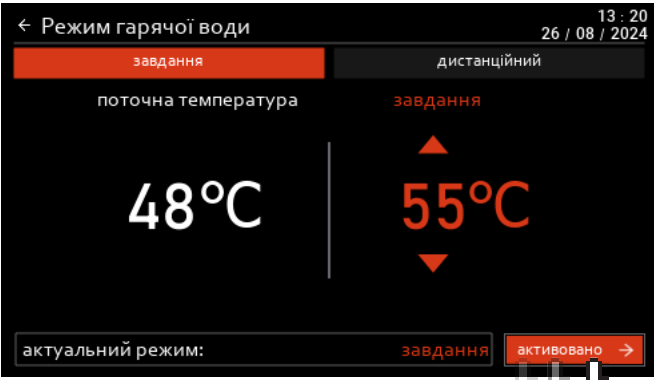 ← Режим гарячої води
13 : 20
26 / 08 / 2024
завдання
дистанційний
поточна температура
завдання
48°C
55°C
актуальний режим:
завдання
активовано →